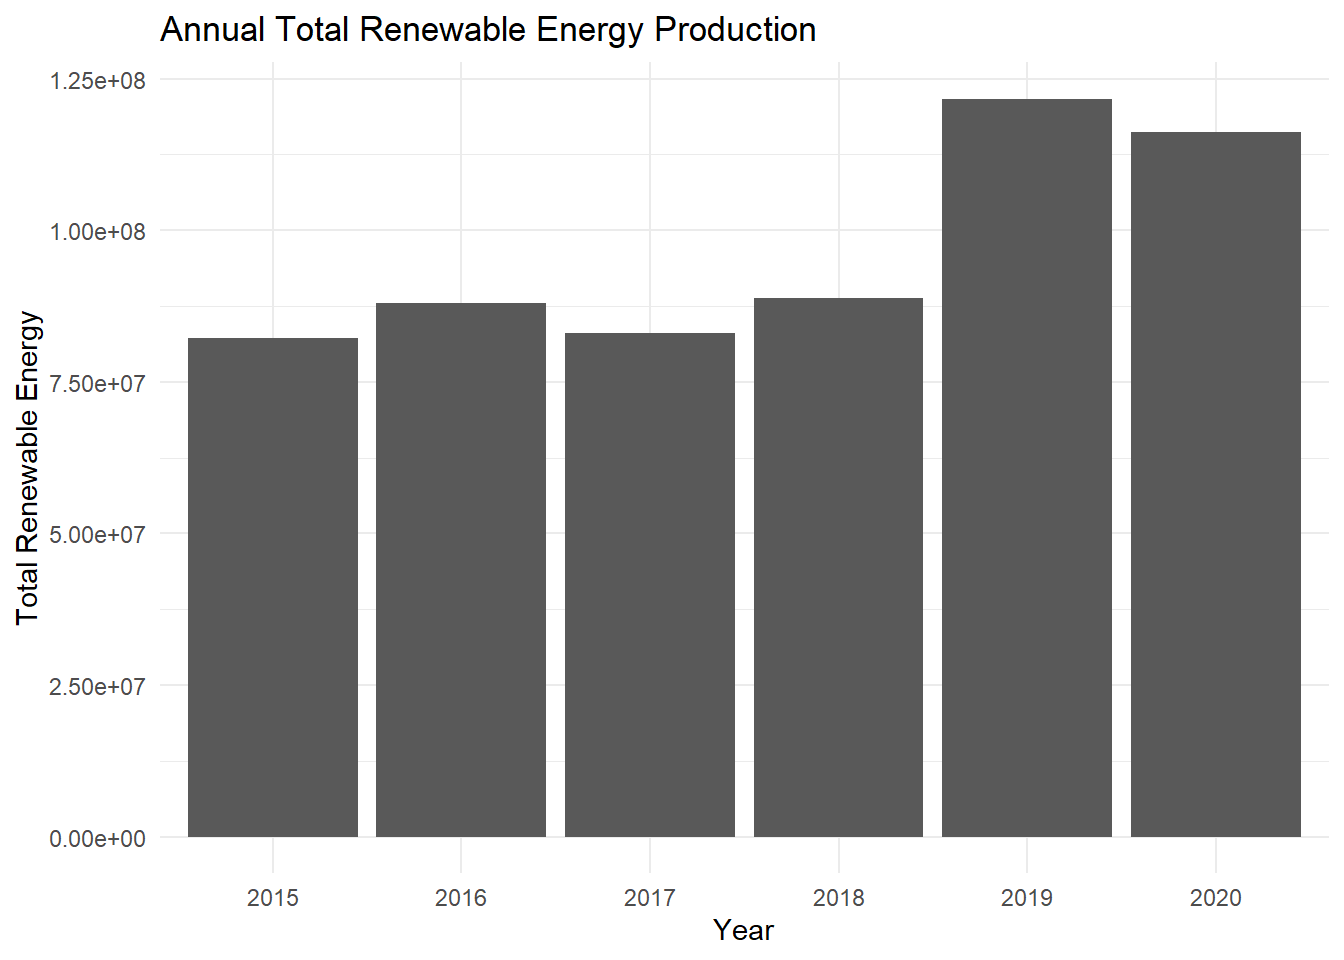 Annual Total Renewable Energy Production
1.25e+08
1.00e+08
7.50e+07
5.00e+07
2.50e+07
0.00e+00
Total Renewable Energy
2015 2016 2017 2018 2019 2020
Year